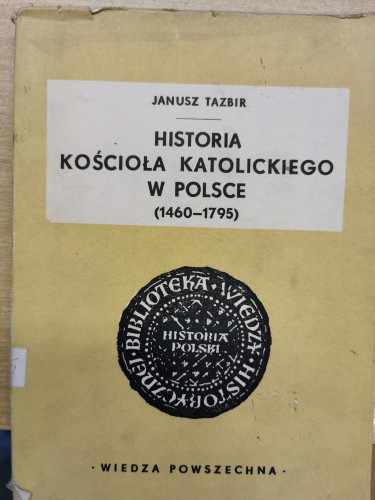 JANUSZ TAZBIR
HISTORIA
KOŚCIOŁA KATOLICKIEGO
W POLSCE
(1460–1795)
BIBLIOTEKA · WIEDZY · HISTORYCZNEJ ·
HISTORIA
POLSKI
· WIEDZA POWSZECHNA ·